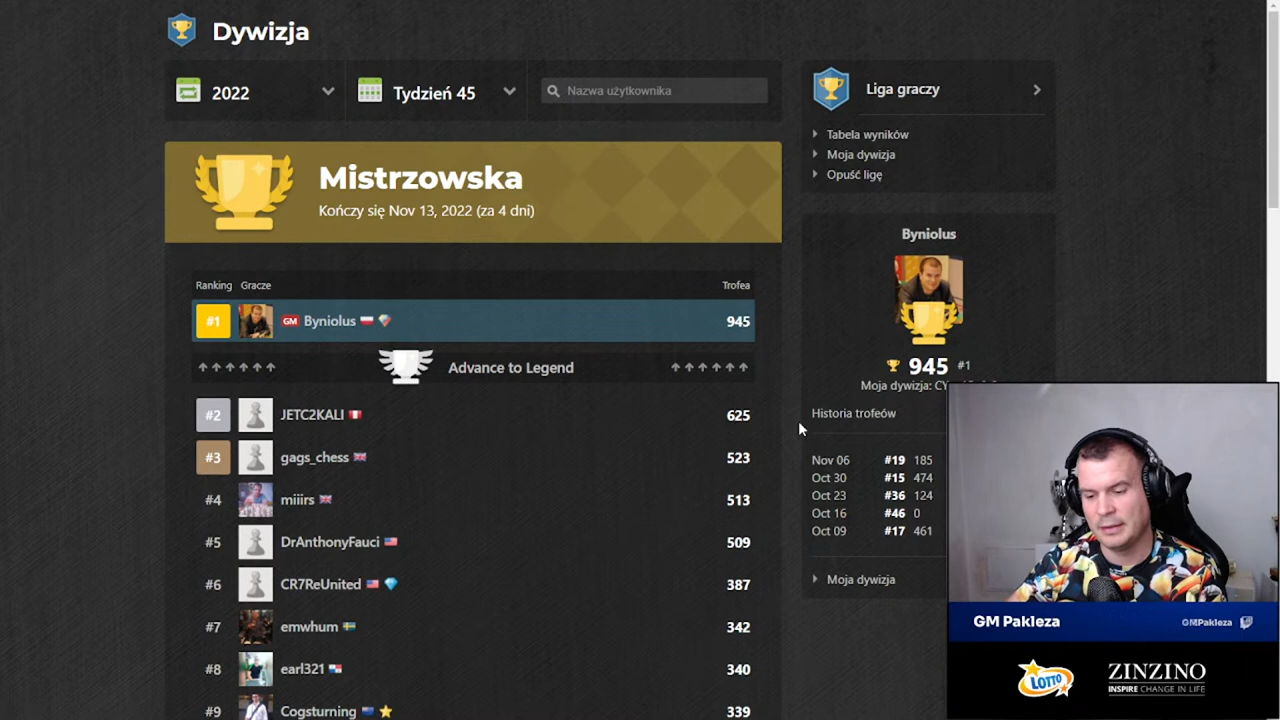 Dywizja
2022
Tydzień 45
Nazwa użytkownika
Mistrzowska
Kończy się Nov 13, 2022 (za 4 dni)
Ranking Gracze Trofea
#1 GM Byniolus 945
Advance to Legend
#2 JETC2KALI 625
#3 gags_chess 523
#4 miiirs 513
#5 DrAnthonyFauci 509
#6 CR7ReUnited 387
#7 emwhum 342
#8 earl321 340
#9 Cogsturning 339
Liga graczy
Tabela wyników
Moja dywizja
Opuść ligę
Byniolus
945 #1
Moja dywizja:
Historia trofeów
Nov 06 #19 185
Oct 30 #15 474
Oct 23 #36 124
Oct 16 #46 0
Oct 09 #17 461
Moja dywizja
GM Pakleza
GMPakleza
LOTTO
ZINZINO
INSPIRE CHANGE IN LIFE